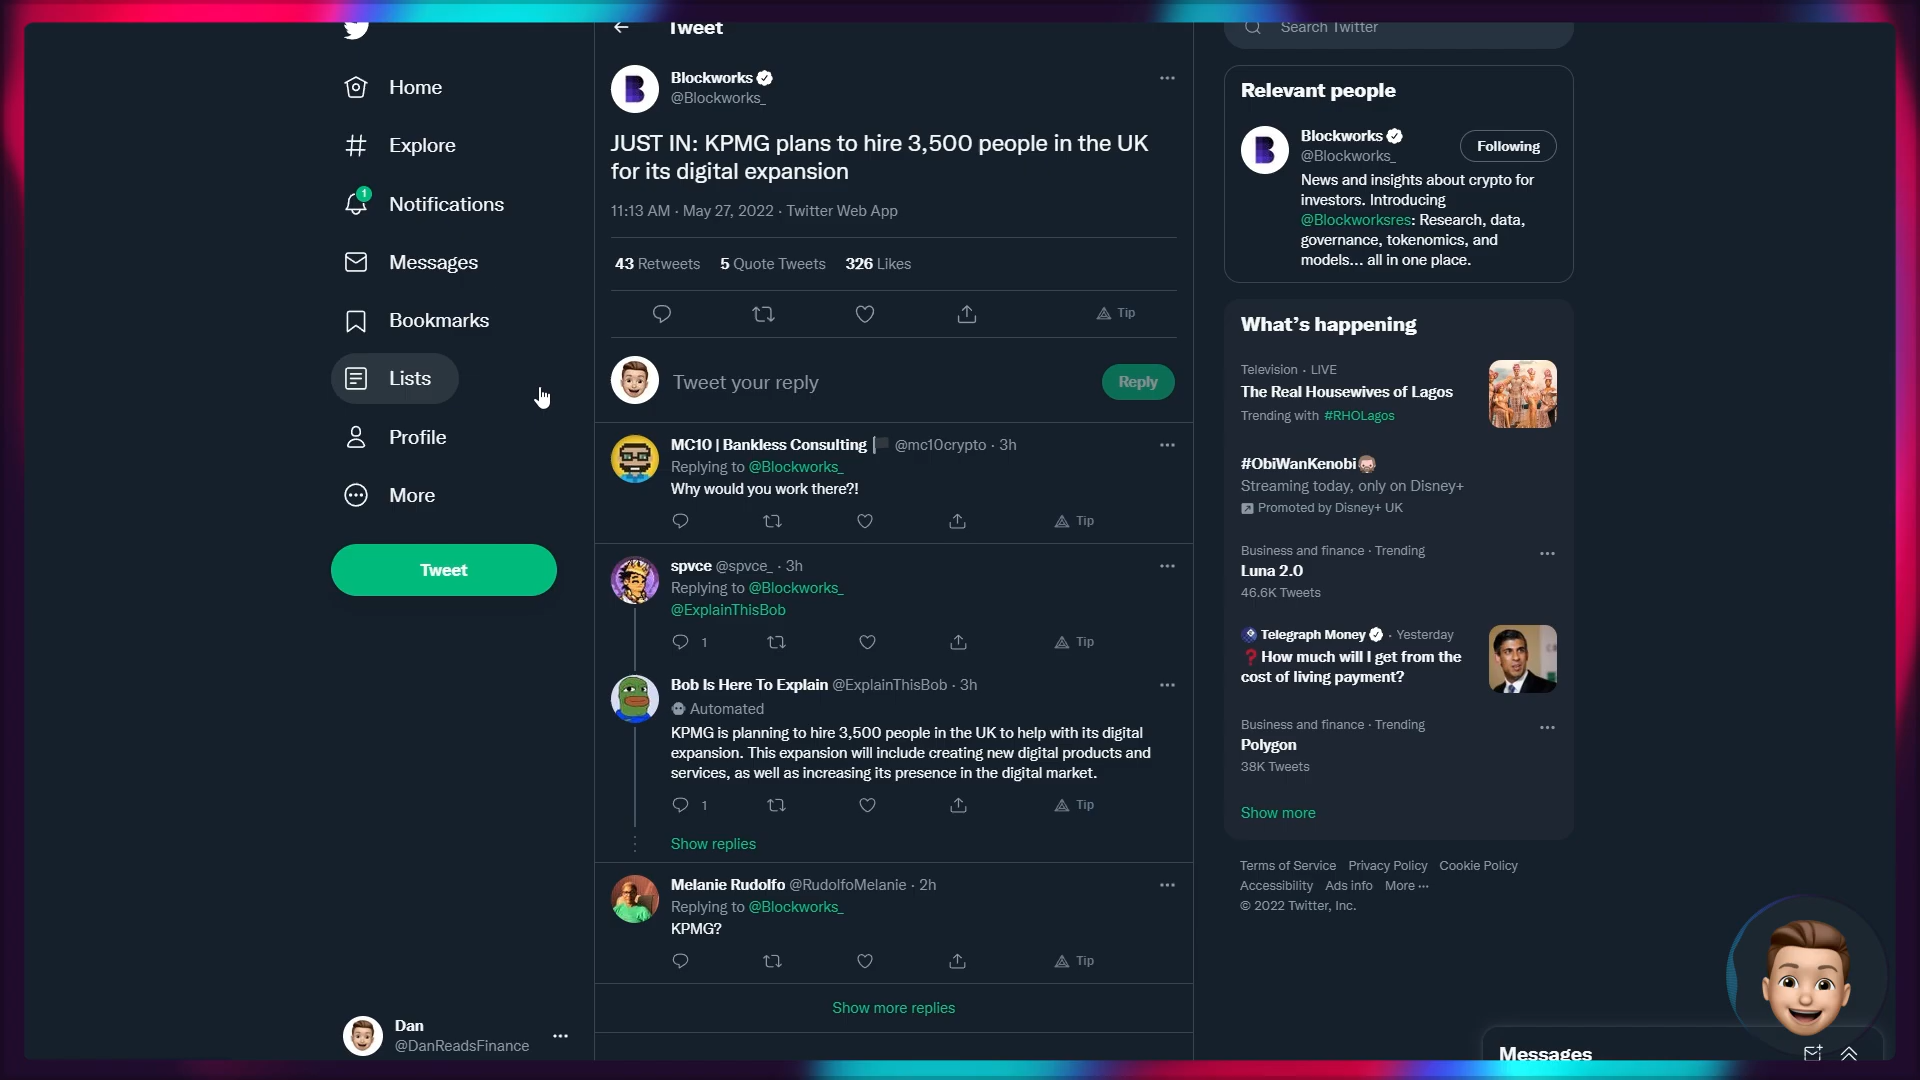 Home
Explore
1
Notifications
Messages
Bookmarks
Lists
Profile
More
Tweet
Dan
@DanReadsFinance
Tweet
Blockworks
@Blockworks_
JUST IN: KPMG plans to hire 3,500 people in the UK
for its digital expansion
11:13 AM · May 27, 2022 · Twitter Web App
43 Retweets 5 Quote Tweets 326 Likes
Tip
Tweet your reply
Reply
MC10 | Bankless Consulting @mc10crypto · 3h
Replying to @Blockworks_
Why would you work there?!
Tip
spvce @spvce_ · 3h
Replying to @Blockworks_
@ExplainThisBob
1 Tip
Bob Is Here To Explain @ExplainThisBob · 3h
Automated
KPMG is planning to hire 3,500 people in the UK to help with its digital
expansion. This expansion will include creating new digital products and
services, as well as increasing its presence in the digital market.
1 Tip
Show replies
Melanie Rudolfo @RudolfoMelanie · 2h
Replying to @Blockworks_
KPMG?
Tip
Show more replies
Search Twitter
Relevant people
Blockworks
@Blockworks_
Following
News and insights about crypto for
investors. Introducing
@Blockworksres: Research, data,
governance, tokenomics, and
models... all in one place.
What's happening
Television · LIVE
The Real Housewives of Lagos
Trending with #RHOLagos
#ObiWanKenobi
Streaming today, only on Disney+
Promoted by Disney+ UK
Business and finance · Trending
Luna 2.0
46.6K Tweets
Telegraph Money · Yesterday
❓How much will I get from the
cost of living payment?
Business and finance · Trending
Polygon
38K Tweets
Show more
Terms of Service Privacy Policy Cookie Policy
Accessibility Ads info More ···
© 2022 Twitter, Inc.
Messages